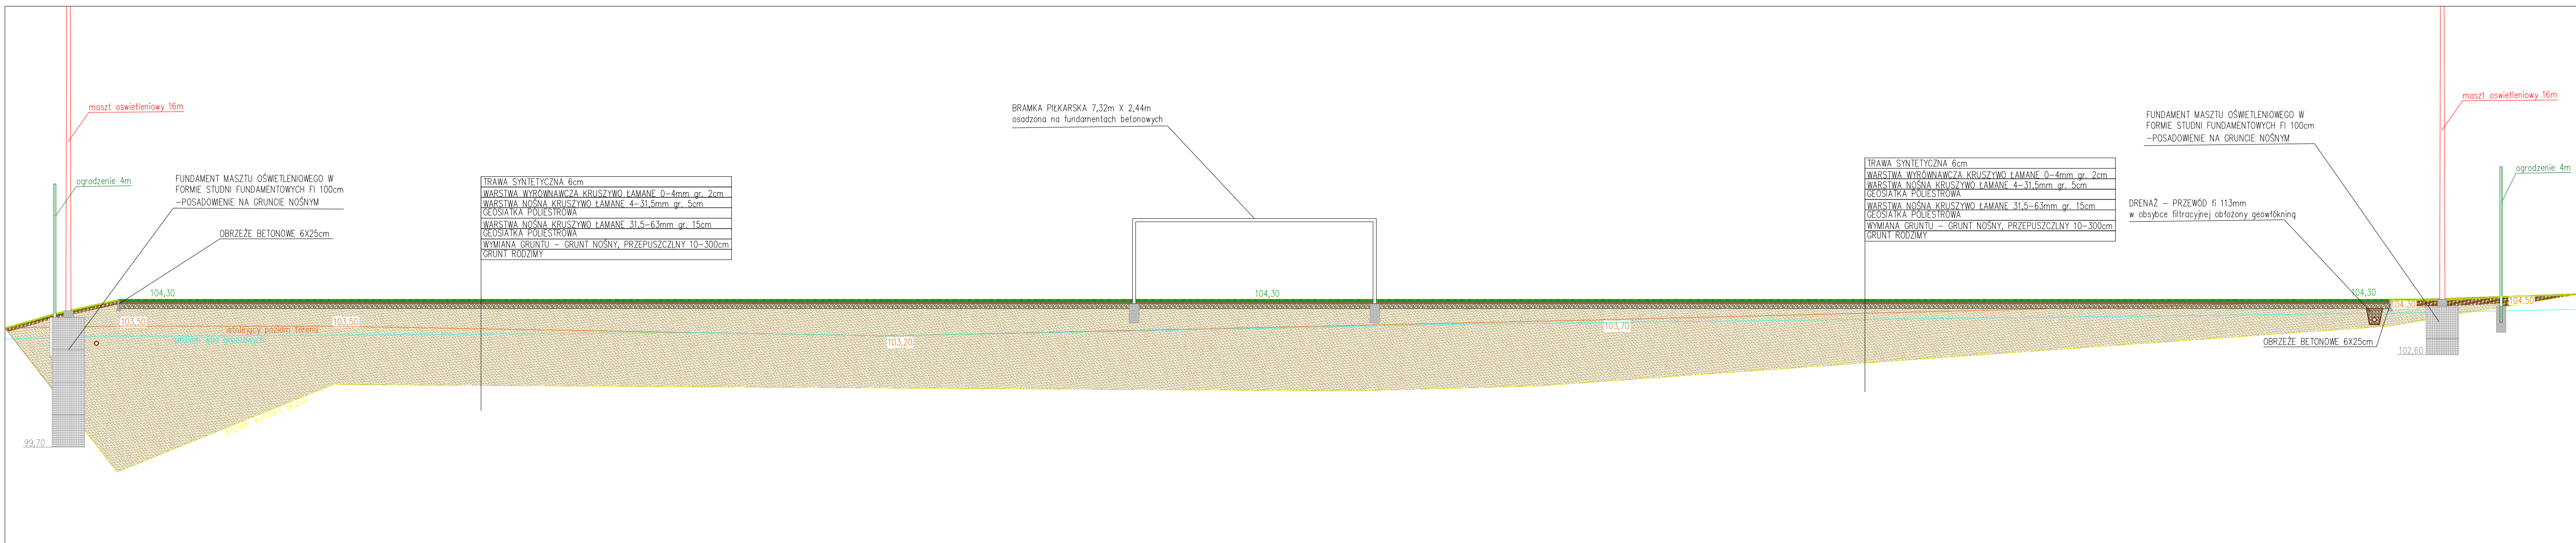 maszt oswietleniowy 16m
ogrodzenie 4m
FUNDAMENT MASZTU OŚWIETLENIOWEGO W
FORMIE STUDNI FUNDAMENTOWYCH FI 100cm
-POSADOWIENIE NA GRUNCIE NOŚNYM
OBRZEŻE BETONOWE 6X25cm
TRAWA SYNTETYCZNA 6cm
WARSTWA WYRÓWNAWCZA KRUSZYWO ŁAMANE 0-4mm gr. 2cm
WARSTWA NOŚNA KRUSZYWO ŁAMANE 4-31,5mm gr. 5cm
GEOSIATKA POLIESTROWA
WARSTWA NOŚNA KRUSZYWO ŁAMANE 31,5-63mm gr. 15cm
GEOSIATKA POLIESTROWA
WYMIANA GRUNTU - GRUNT NOŚNY, PRZEPUSZCZLNY 10-300cm
GRUNT RODZIMY
BRAMKA PIŁKARSKA 7,32m X 2,44m
osadzona na fundamentach betonowych
TRAWA SYNTETYCZNA 6cm
WARSTWA WYRÓWNAWCZA KRUSZYWO ŁAMANE 0-4mm gr. 2cm
WARSTWA NOŚNA KRUSZYWO ŁAMANE 4-31,5mm gr. 5cm
GEOSIATKA POLIESTROWA
WARSTWA NOŚNA KRUSZYWO ŁAMANE 31,5-63mm gr. 15cm
GEOSIATKA POLIESTROWA
WYMIANA GRUNTU - GRUNT NOŚNY, PRZEPUSZCZLNY 10-300cm
GRUNT RODZIMY
FUNDAMENT MASZTU OŚWIETLENIOWEGO W
FORMIE STUDNI FUNDAMENTOWYCH FI 100cm
-POSADOWIENIE NA GRUNCIE NOŚNYM
DRENAŻ - PRZEWÓD fi 113mm
w obsybce filtracyjnej obłożony geowłókning
maszt oswietleniowy 16m
ogrodzenie 4m
104,30
104,30
104,30
104,30
104,50
103,50
103,50
istniejący poziom terenu
wód gruntowych
103,20
103,70
OBRZEŻE BETONOWE 6X25cm
102,60
99,70